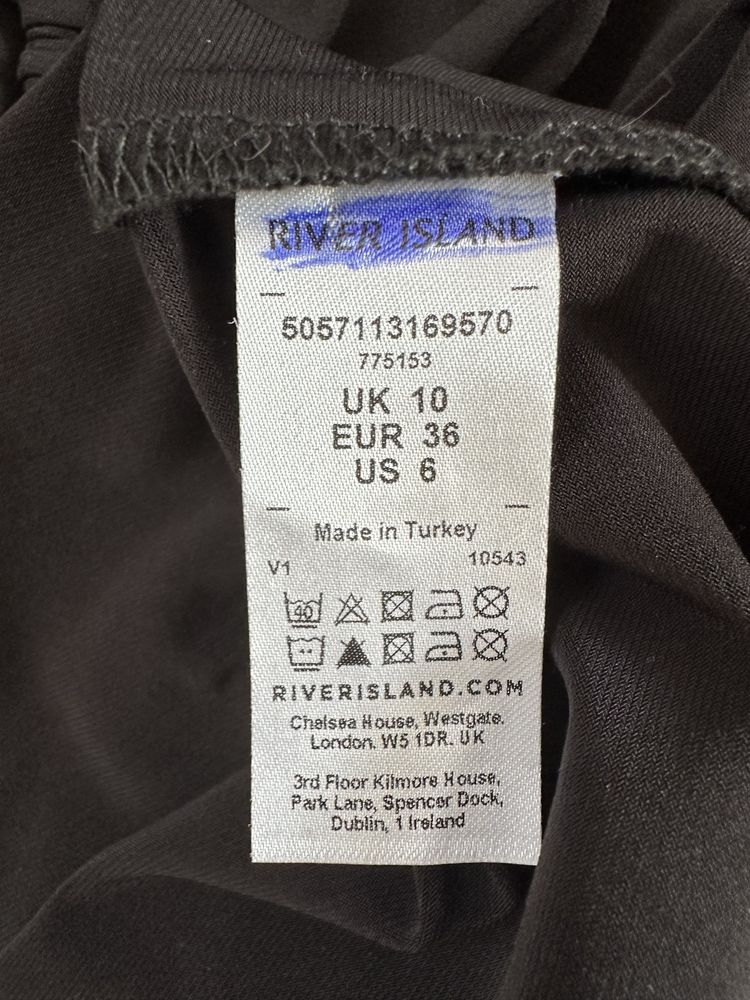 RIVER ISLAND
5057113169570
775153
UK 10
EUR 36
US 6
Made in Turkey
V1 10543
40
RIVERISLAND.COM
Chelsea House, Westgate.
London. W5 1DR. UK
3rd Floor Kilmore House,
Park Lane, Spencer Dock,
Dublin, 1 Ireland